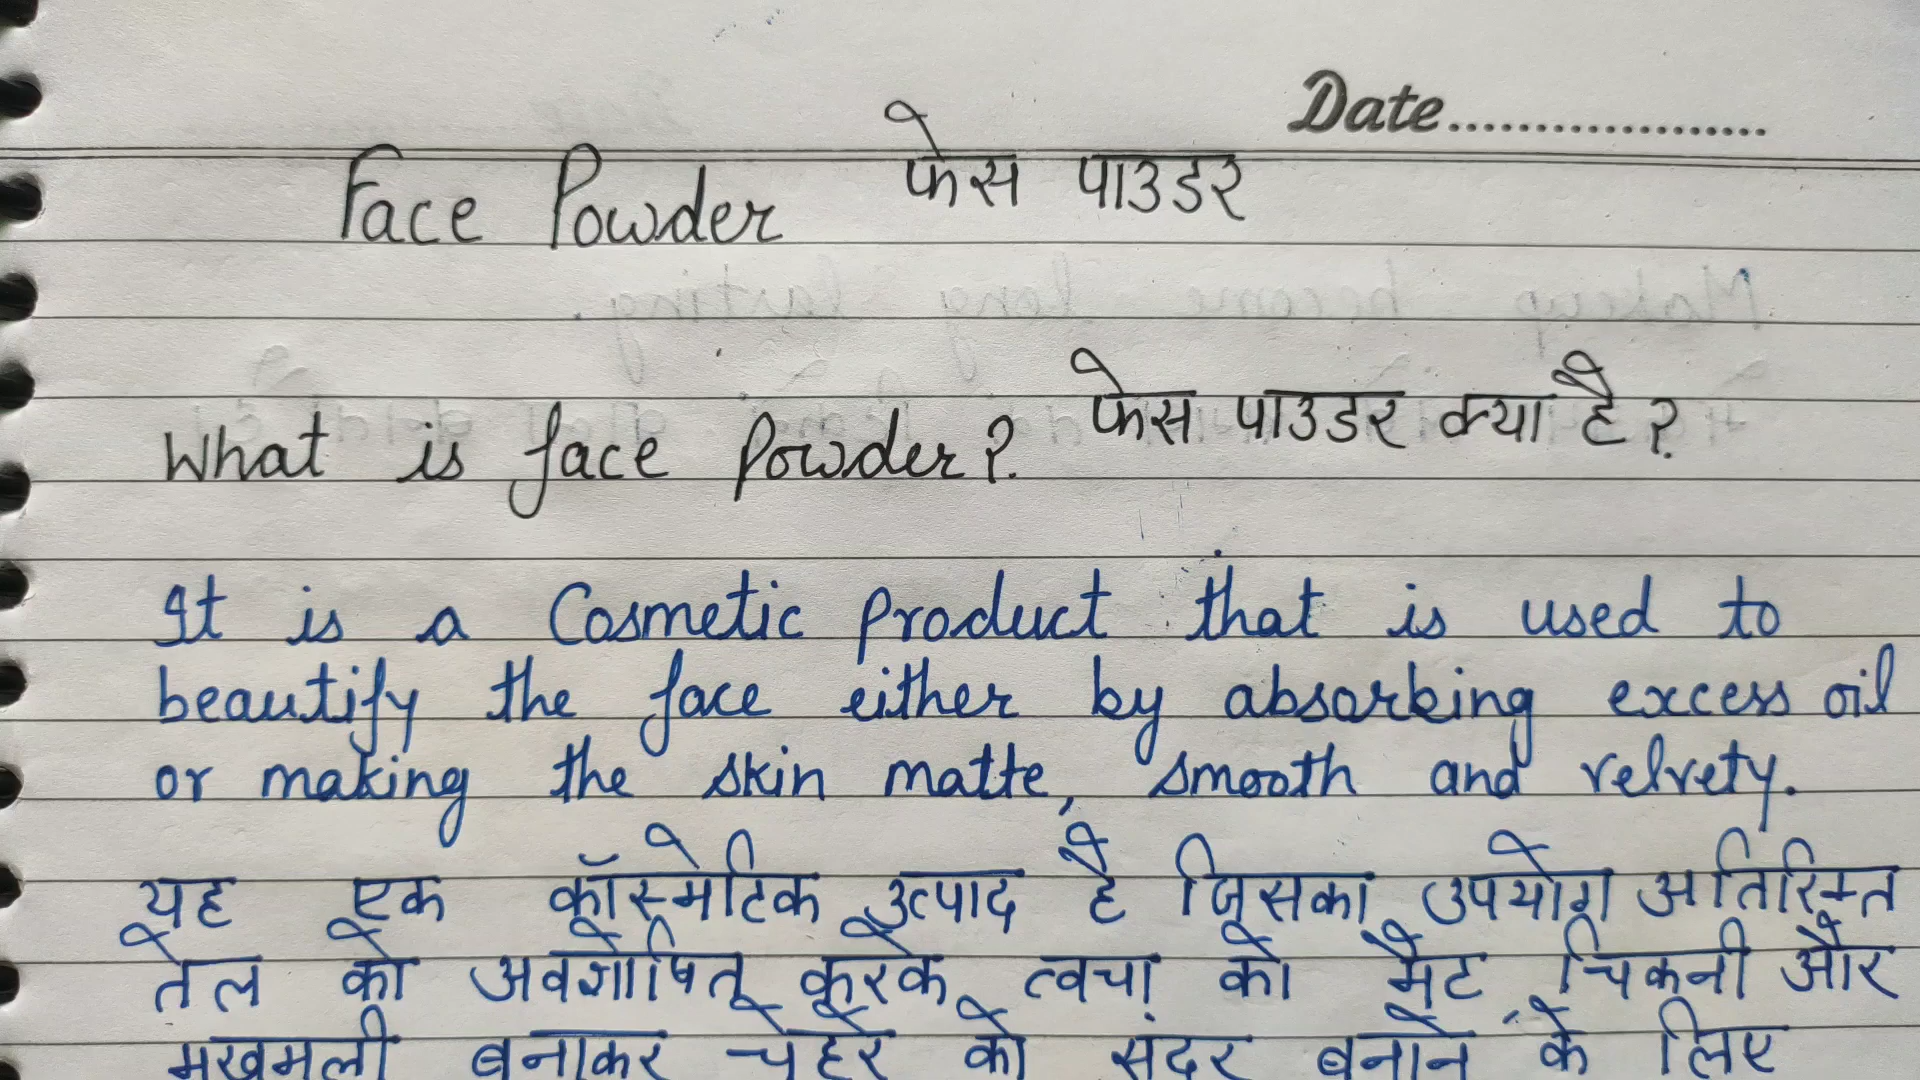 Date...................
Face Powder फेस पाउडर
What is face Powder? फेस पाउडर क्या है?
It is a Cosmetic product that is used to
beautify the face either by absorbing excess oil
or making the skin matte, smooth and velvety.
यह एक कॉस्मेटिक उत्पाद है जिसका उपयोग अतिरिक्त
तेल को अवशोषित करके त्वचा को मैट, चिकनी और
मखमली बनाकर चेहरे को सुंदर बनाने के लिए